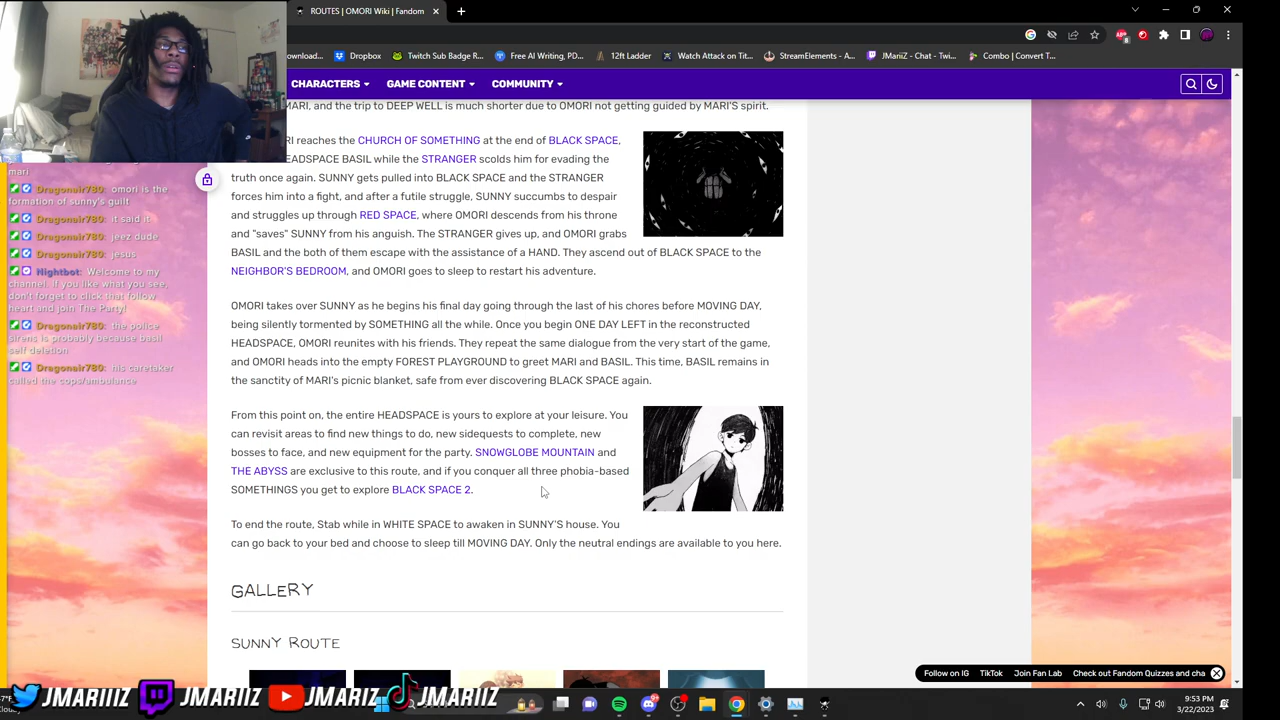 ROUTES | OMORI Wiki | Fandom
Download...
Dropbox
Twitch Sub Badge R...
Free AI Writing, PD...
12ft Ladder
Watch Attack on Tit...
StreamElements - A...
JMariiZ - Chat - Twi...
Combo | Convert T...
CHARACTERS
GAME CONTENT
COMMUNITY
MARI, and the trip to DEEP WELL is much shorter due to OMORI not getting guided by MARI'S spirit.
RI reaches the CHURCH OF SOMETHING at the end of BLACK SPACE,
HEADSPACE BASIL while the STRANGER scolds him for evading the
truth once again. SUNNY gets pulled into BLACK SPACE and the STRANGER
forces him into a fight, and after a futile struggle, SUNNY succumbs to despair
and struggles up through RED SPACE, where OMORI descends from his throne
and "saves" SUNNY from his anguish. The STRANGER gives up, and OMORI grabs
BASIL and the both of them escape with the assistance of a HAND. They ascend out of BLACK SPACE to the
NEIGHBOR'S BEDROOM, and OMORI goes to sleep to restart his adventure.
OMORI takes over SUNNY as he begins his final day going through the last of his chores before MOVING DAY,
being silently tormented by SOMETHING all the while. Once you begin ONE DAY LEFT in the reconstructed
HEADSPACE, OMORI reunites with his friends. They repeat the same dialogue from the very start of the game,
and OMORI heads into the empty FOREST PLAYGROUND to greet MARI and BASIL. This time, BASIL remains in
the sanctity of MARI's picnic blanket, safe from ever discovering BLACK SPACE again.
From this point on, the entire HEADSPACE is yours to explore at your leisure. You
can revisit areas to find new things to do, new sidequests to complete, new
bosses to face, and new equipment for the party. SNOWGLOBE MOUNTAIN and
THE ABYSS are exclusive to this route, and if you conquer all three phobia-based
SOMETHINGS you get to explore BLACK SPACE 2.
To end the route, Stab while in WHITE SPACE to awaken in SUNNY'S house. You
can go back to your bed and choose to sleep till MOVING DAY. Only the neutral endings are available to you here.
GALLERY
SUNNY ROUTE
mari
Dragonair780: omori is the
formation of sunny's guilt
Dragonair780: it said it
Dragonair780: jeez dude
Dragonair780: jesus
Nightbot: Welcome to my
channel! If you like what you see,
don't forget to click that follow
heart and join The Party!
Dragonair780: the police
sirens is probably because basil
self deletion
Dragonair780: his caretaker
called the cops/ambulance
Follow on IG
TikTok
Join Fan Lab
Check out Fandom Quizzes and cha
JMARIIIZ
JMARIIZ
JMARIZ
JMARIIIZ
9:53 PM
3/22/2023